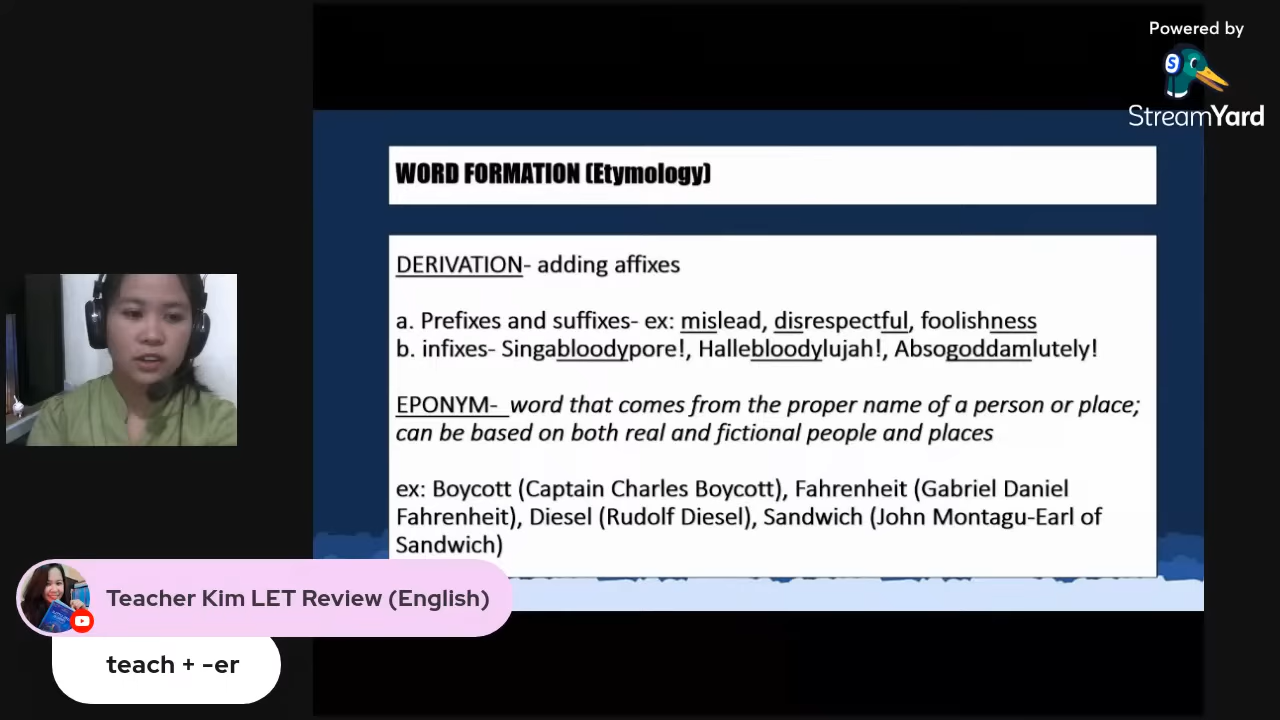 Powered by
StreamYard
WORD FORMATION (Etymology)
DERIVATION- adding affixes
a. Prefixes and suffixes- ex: mislead, disrespectful, foolishness
b. infixes- Singabloodypore!, Hallebloodylujah!, Absogoddamlutely!
EPONYM- word that comes from the proper name of a person or place;
can be based on both real and fictional people and places
ex: Boycott (Captain Charles Boycott), Fahrenheit (Gabriel Daniel
Fahrenheit), Diesel (Rudolf Diesel), Sandwich (John Montagu-Earl of
Sandwich)
Teacher Kim LET Review (English)
teach + -er